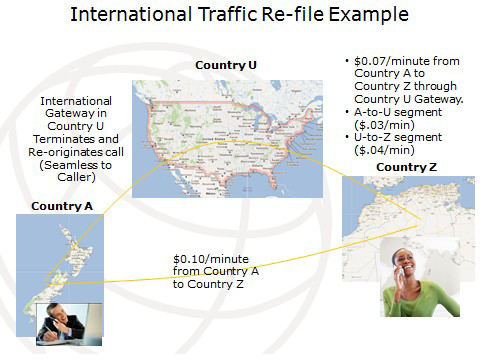 International Traffic Re-file Example
Country U
International
Gateway in
Country U
Terminates and
Re-originates call
(Seamless to
Caller)
• $0.07/minute from
Country A to
Country Z through
Country U Gateway.
• A-to-U segment
($.03/min)
• U-to-Z segment
($.04/min)
Country Z
Country A
$0.10/minute
from Country A
to Country Z